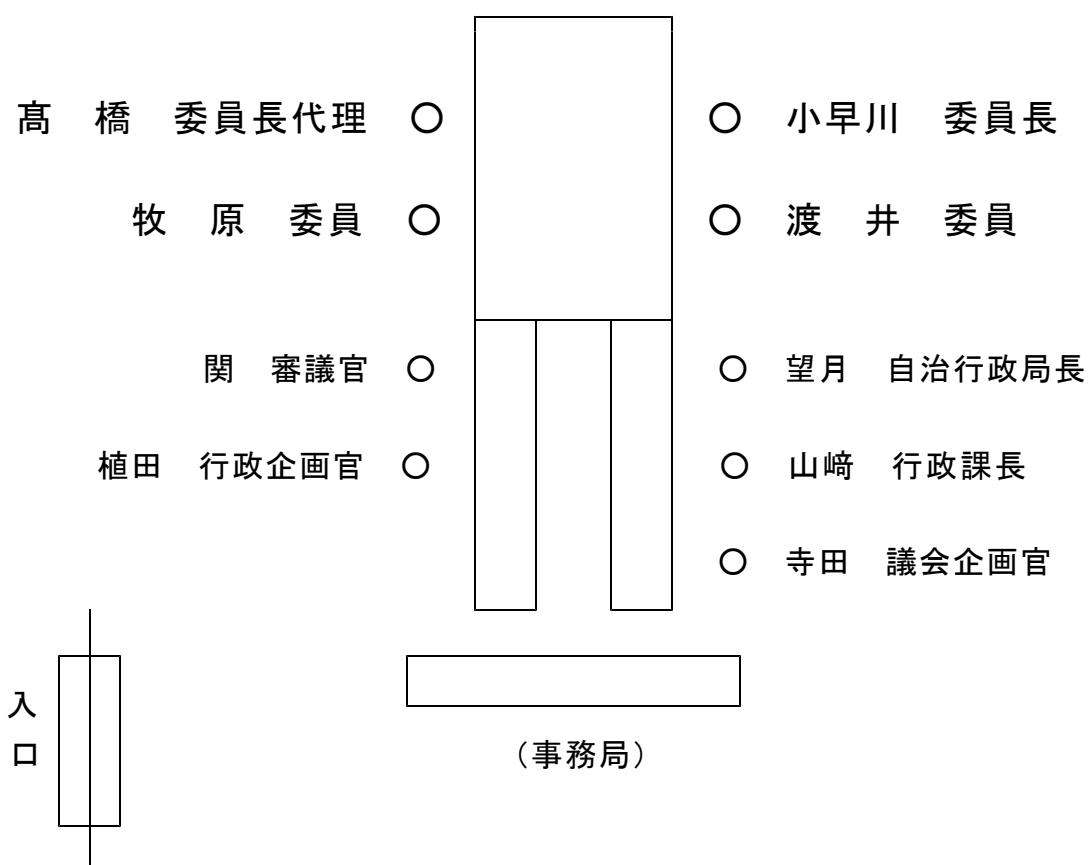 髙　橋　委員長代理　○　○　小早川　委員長
牧　原　委員　○　○　渡　井　委員
関　審議官　○　○　望月　自治行政局長
植田　行政企画官　○　○　山﨑　行政課長
○　寺田　議会企画官
入口
（事務局）